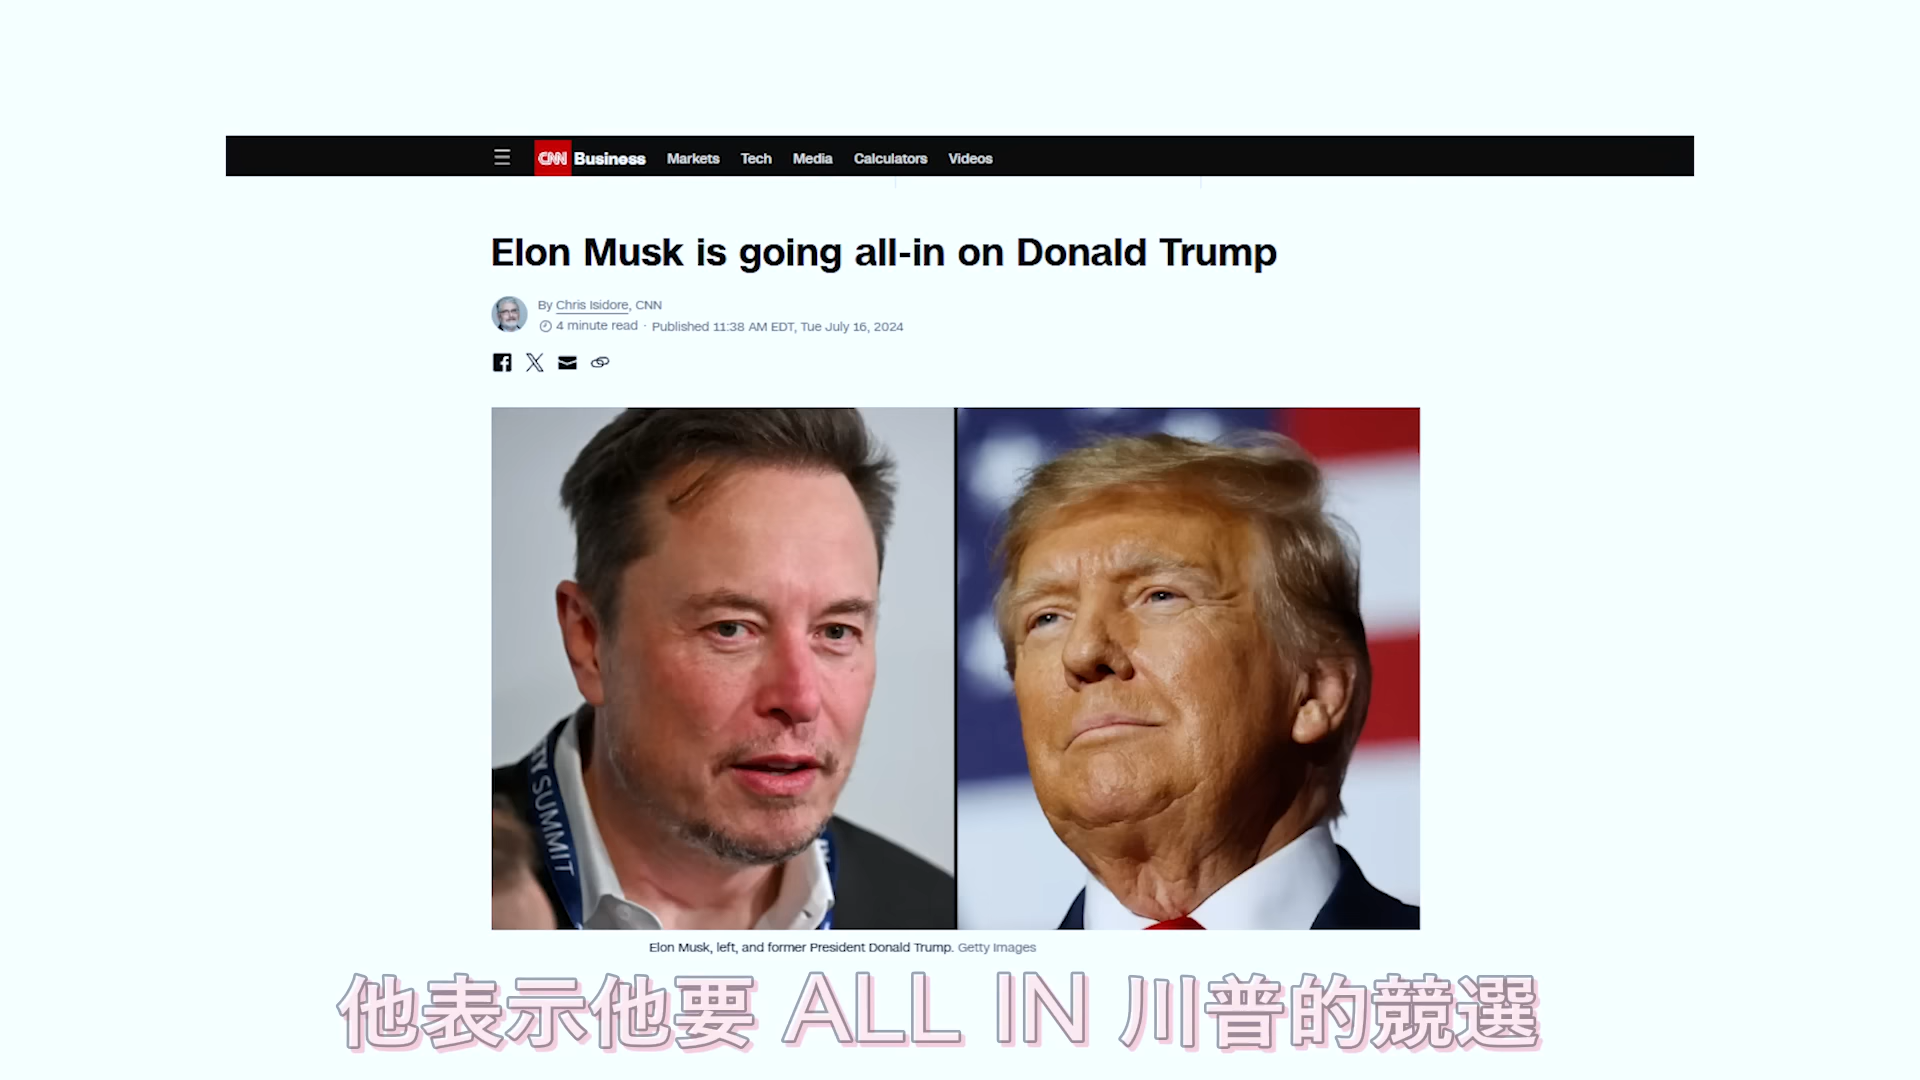 CNN Business Markets Tech Media Calculators Videos
Elon Musk is going all-in on Donald Trump
By Chris Isidore, CNN
4 minute read · Published 11:38 AM EDT, Tue July 16, 2024
TY SUMMIT
Elon Musk, left, and former President Donald Trump. Getty Images
他表示他要 ALL IN 川普的競選